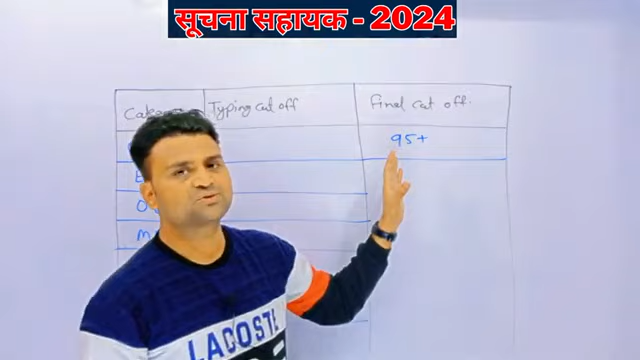 सूचना सहायक - 2024
Typing cut off
Final cut off.
95+
LACOSTE